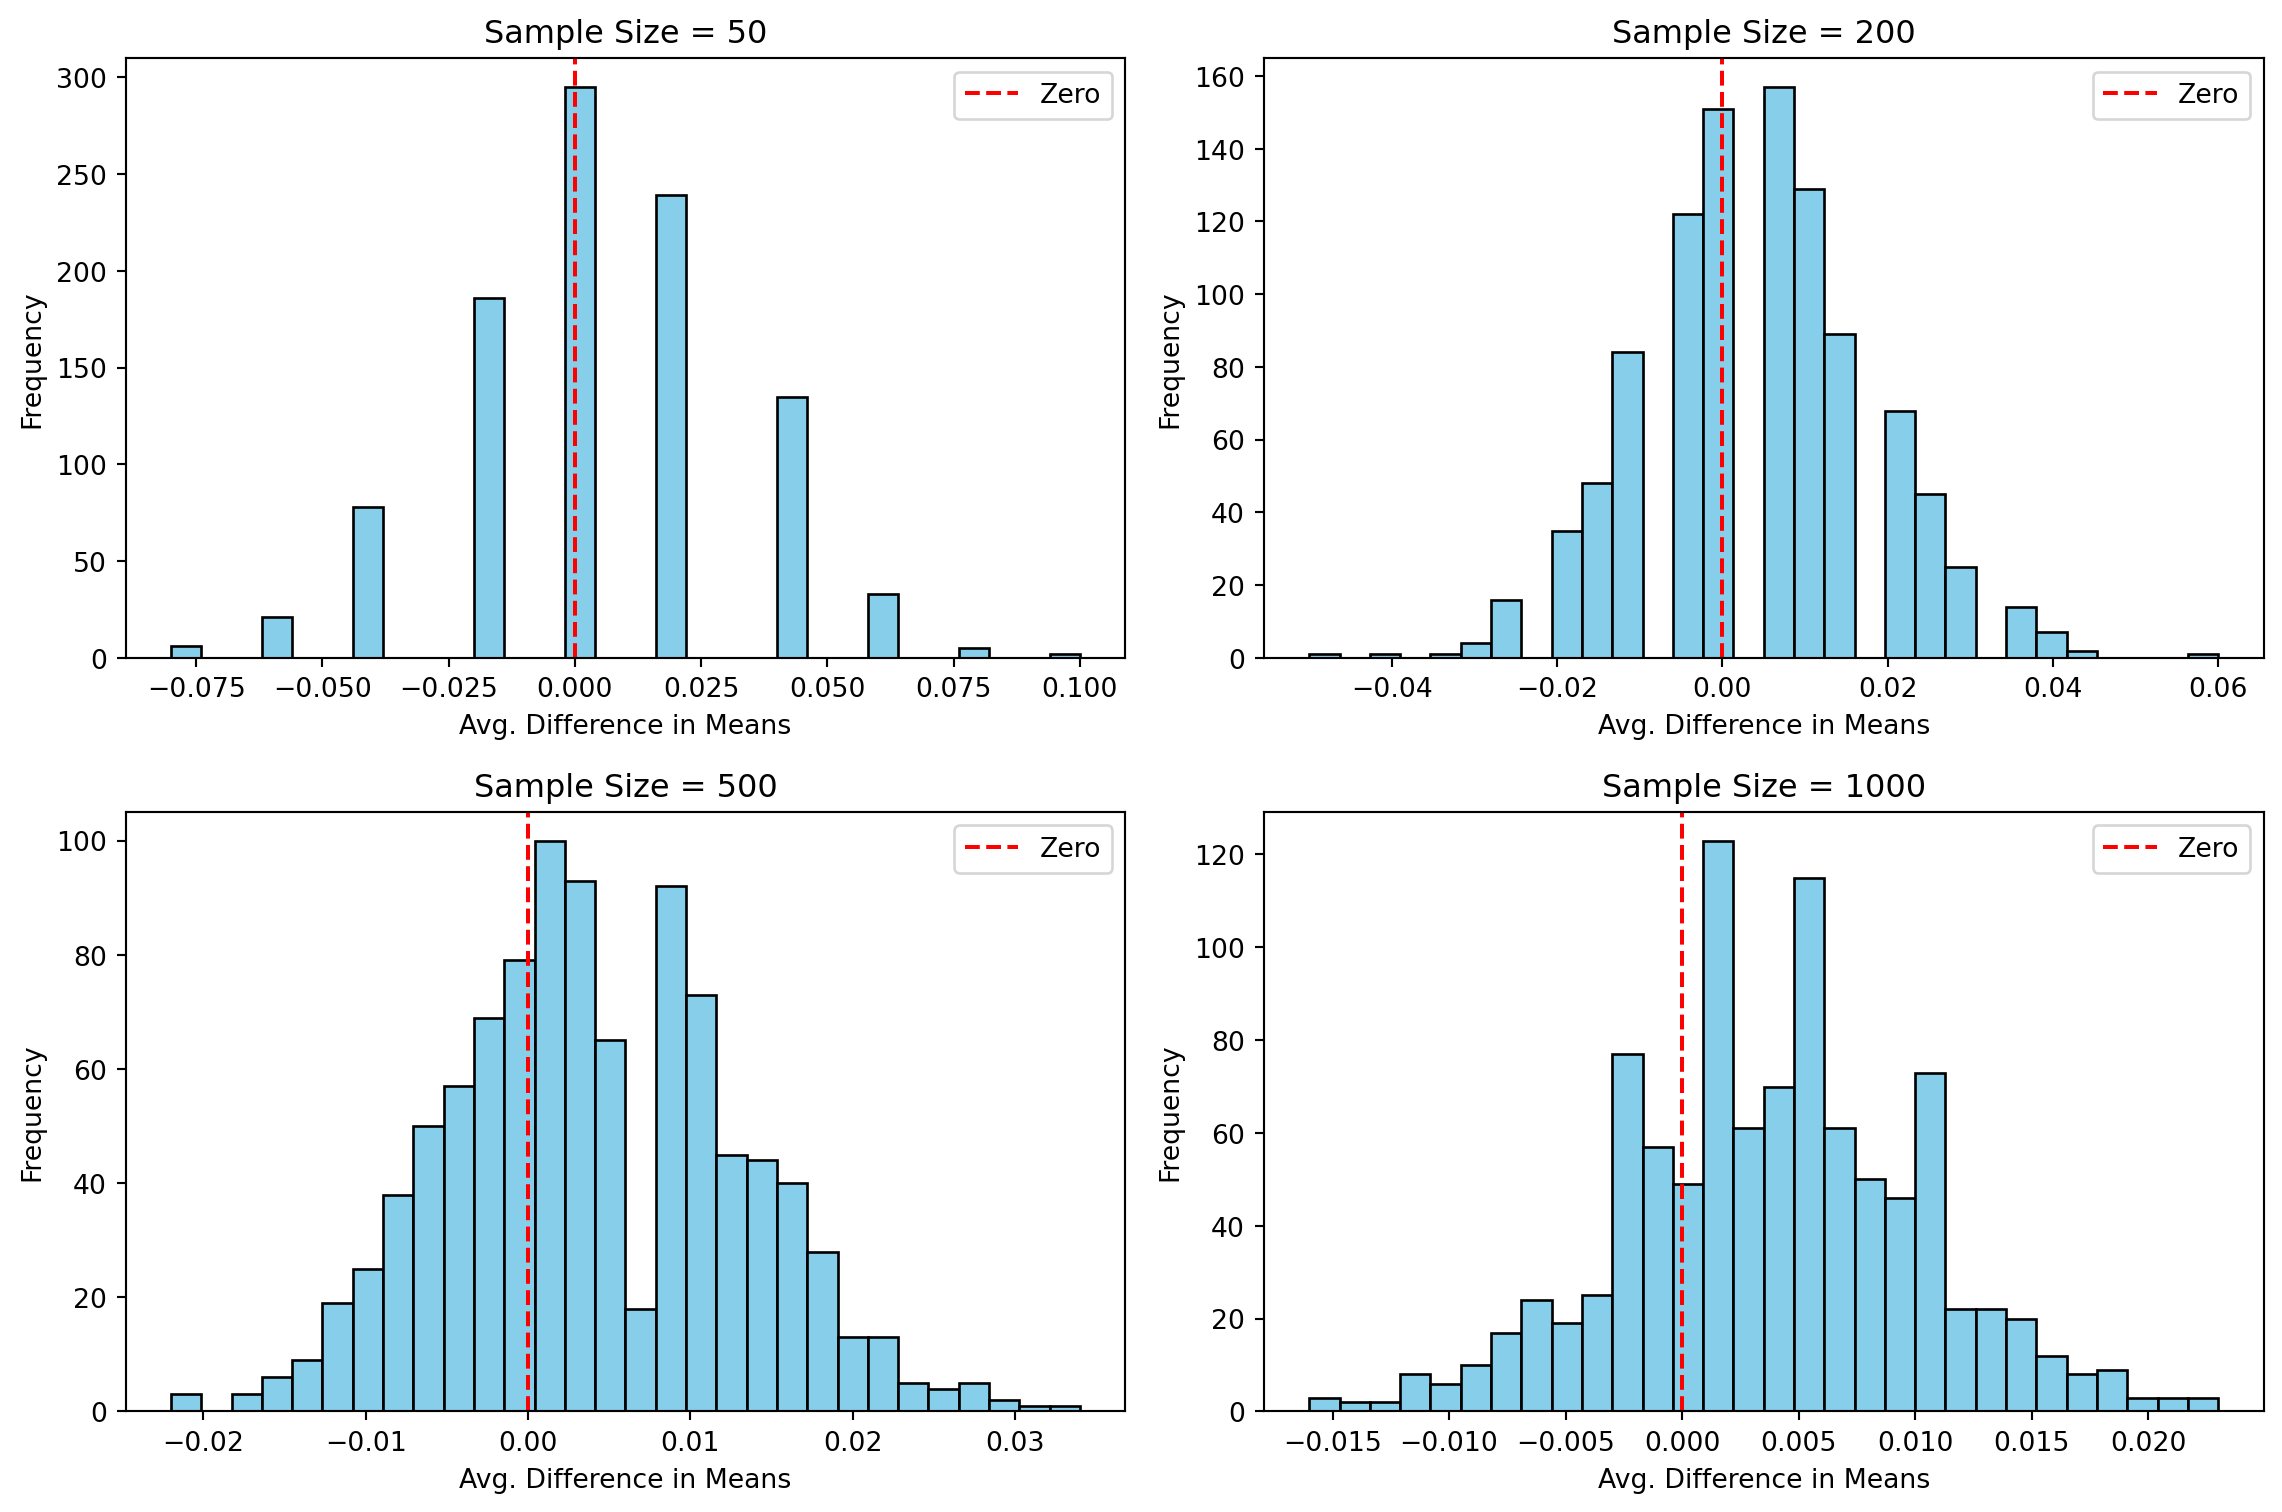 Sample Size = 50
300
250
200
150
100
50
0
Frequency
Zero
−0.075 −0.050 −0.025 0.000 0.025 0.050 0.075 0.100
Avg. Difference in Means
Sample Size = 200
160
140
120
100
80
60
40
20
0
Frequency
Zero
−0.04 −0.02 0.00 0.02 0.04 0.06
Avg. Difference in Means
Sample Size = 500
100
80
60
40
20
0
Frequency
Zero
−0.02 −0.01 0.00 0.01 0.02 0.03
Avg. Difference in Means
Sample Size = 1000
120
100
80
60
40
20
0
Frequency
Zero
−0.015 −0.010 −0.005 0.000 0.005 0.010 0.015 0.020
Avg. Difference in Means